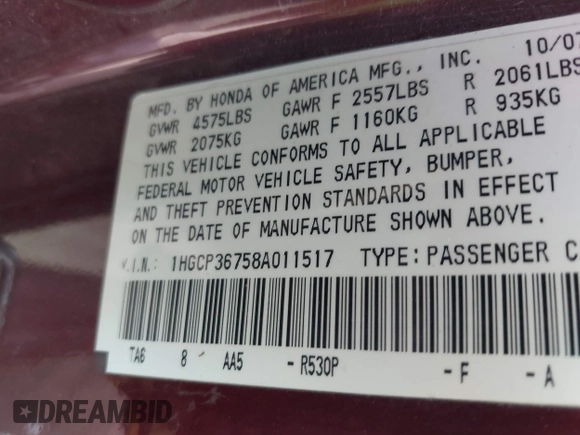 MFD. BY HONDA OF AMERICA MFG., INC. 10/07
GVWR 4575LBS GAWR F 2557LBS R 2061LBS
GVWR 2075KG GAWR F 1160KG R 935KG
THIS VEHICLE CONFORMS TO ALL APPLICABLE
FEDERAL MOTOR VEHICLE SAFETY, BUMPER,
AND THEFT PREVENTION STANDARDS IN EFFECT
ON THE DATE OF MANUFACTURE SHOWN ABOVE.
V.I.N.: 1HGCP36758A011517 TYPE: PASSENGER C
TA6 8 AA5 - R530P - F - A
DREAMBID